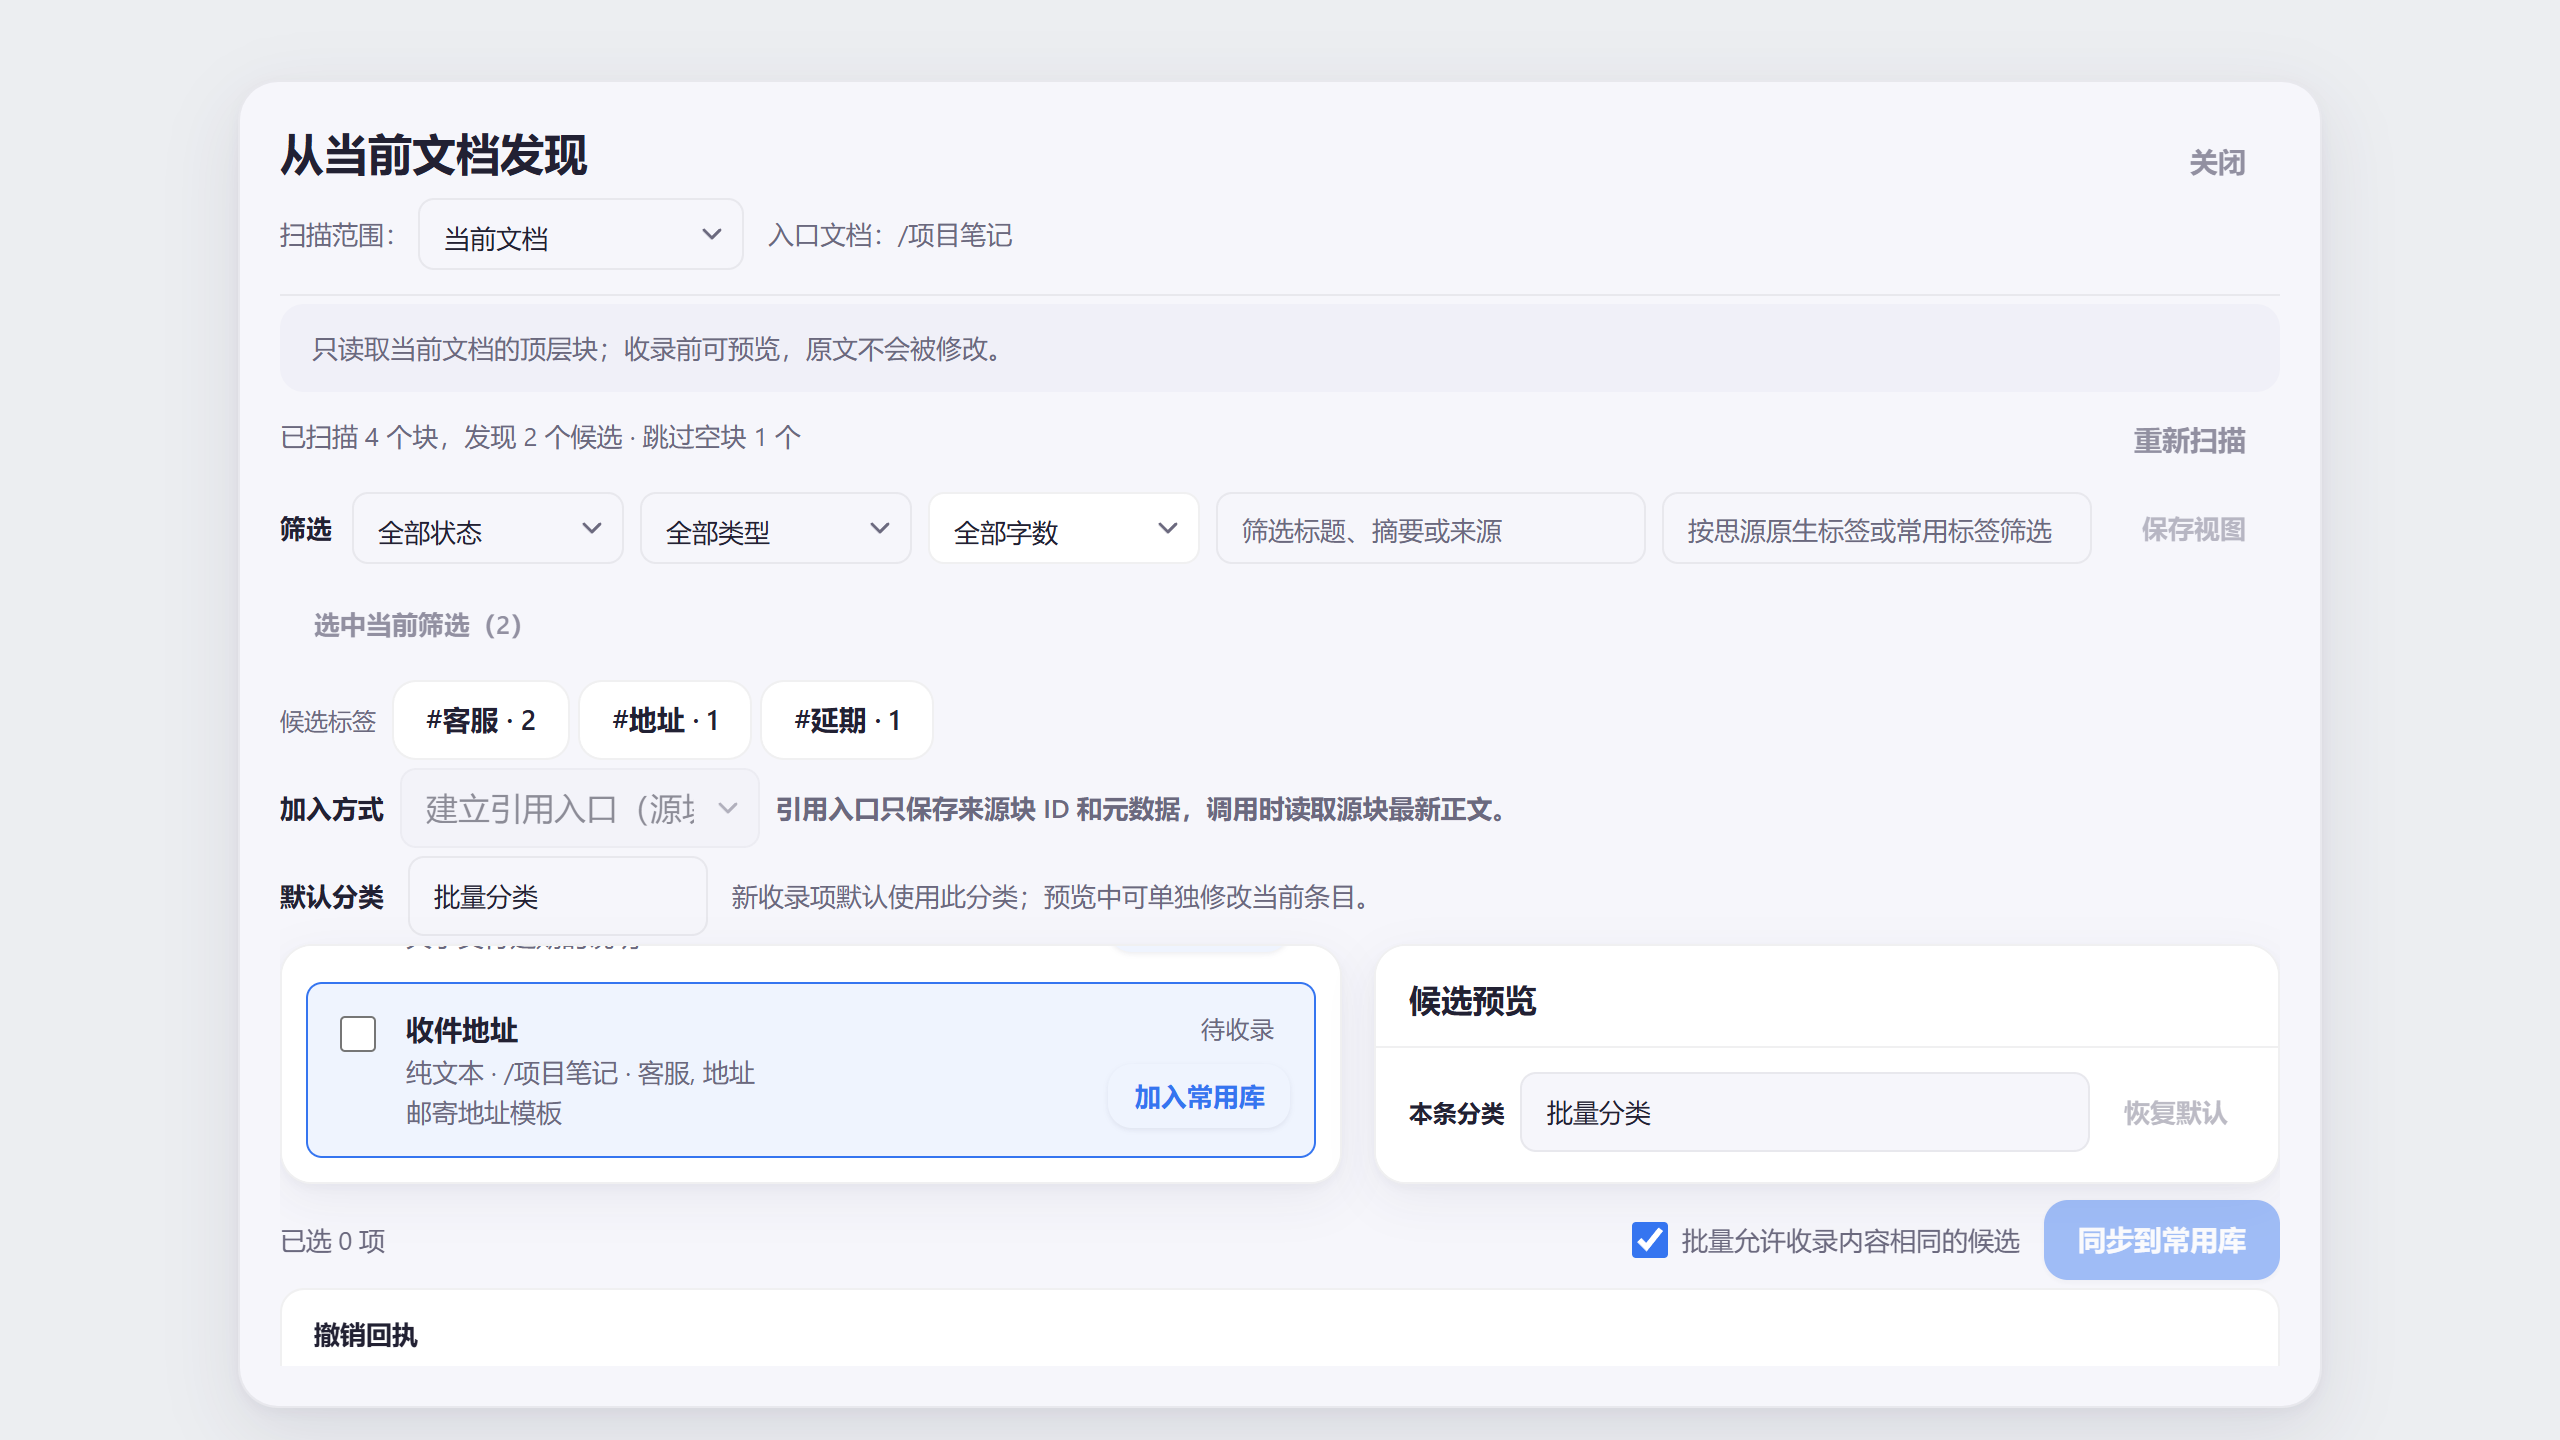 从当前文档发现
关闭
扫描范围：
当前文档
入口文档：/项目笔记
只读取当前文档的顶层块；收录前可预览，原文不会被修改。
已扫描 4 个块，发现 2 个候选 · 跳过空块 1 个
重新扫描
筛选
全部状态
全部类型
全部字数
筛选标题、摘要或来源
按思源原生标签或常用标签筛选
保存视图
选中当前筛选（2）
候选标签
#客服 · 2
#地址 · 1
#延期 · 1
加入方式
建立引用入口（源
引用入口只保存来源块 ID 和元数据，调用时读取源块最新正文。
默认分类
批量分类
新收录项默认使用此分类；预览中可单独修改当前条目。
收件地址
待收录
纯文本 · /项目笔记 · 客服, 地址
邮寄地址模板
加入常用库
候选预览
本条分类
批量分类
恢复默认
已选 0 项
批量允许收录内容相同的候选
同步到常用库
撤销回执